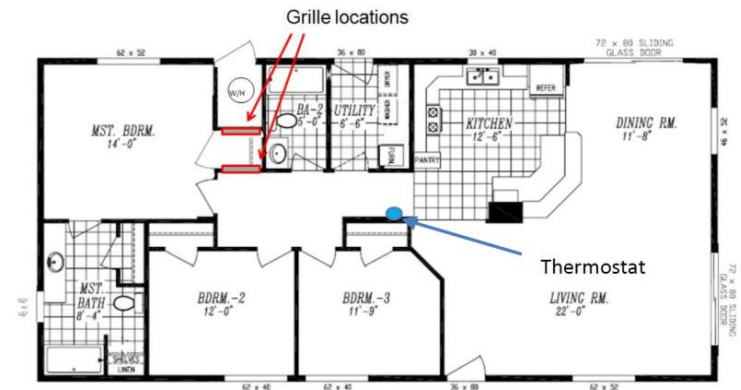 Grille locations
62 x 52
36 x 80
30 x 40
72 x 80 SLIDING
GLASS DOOR
W/H
MST. BDRM.
14'-0"
BA-2
5'-0"
UTILITY
6'-6"
DRYER
WASHER
FURN
PANTRY
KITCHEN
12'-6"
REFER
DINING RM.
11'-8"
46 x 52
Thermostat
MST.
BATH
8'-4"
SHELVES
LINEN
BDRM.-2
12'-0"
BDRM.-3
11'-9"
LIVING RM.
22'-0"
72 x 80 SLIDING
GLASS DOOR
62 x 40
62 x 40
36 x 80
62 x 52